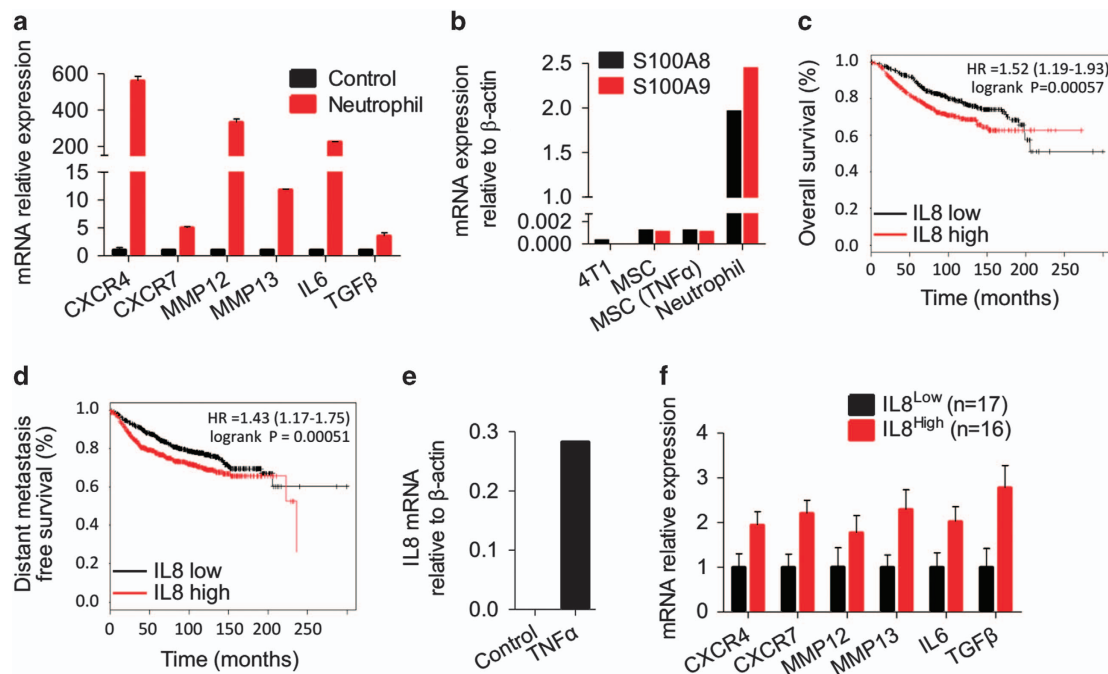 a
mRNA relative expression
600
400
200
15
10
5
0
Control
Neutrophil
CXCR4
CXCR7
MMP12
MMP13
IL6
TGFβ
b
mRNA expression
relative to β-actin
2.5
2.0
1.5
1.0
0.002
0.000
S100A8
S100A9
4T1
MSC
MSC (TNFα)
Neutrophil
c
Overall survival (%)
1.0
0.8
0.6
0.4
0.2
0.0
HR =1.52 (1.19-1.93)
logrank P=0.00057
IL8 low
IL8 high
0 50 100 150 200 250
Time (months)
d
Distant metastasis
free survival (%)
1.0
0.8
0.6
0.4
0.2
0.0
HR =1.43 (1.17-1.75)
logrank P = 0.00051
IL8 low
IL8 high
0 50 100 150 200 250
Time (months)
e
IL8 mRNA
relative to β-actin
0.3
0.2
0.1
0.0
Control
TNFα
f
mRNA relative expression
4
3
2
1
0
IL8Low (n=17)
IL8High (n=16)
CXCR4
CXCR7
MMP12
MMP13
IL6
TGFβ